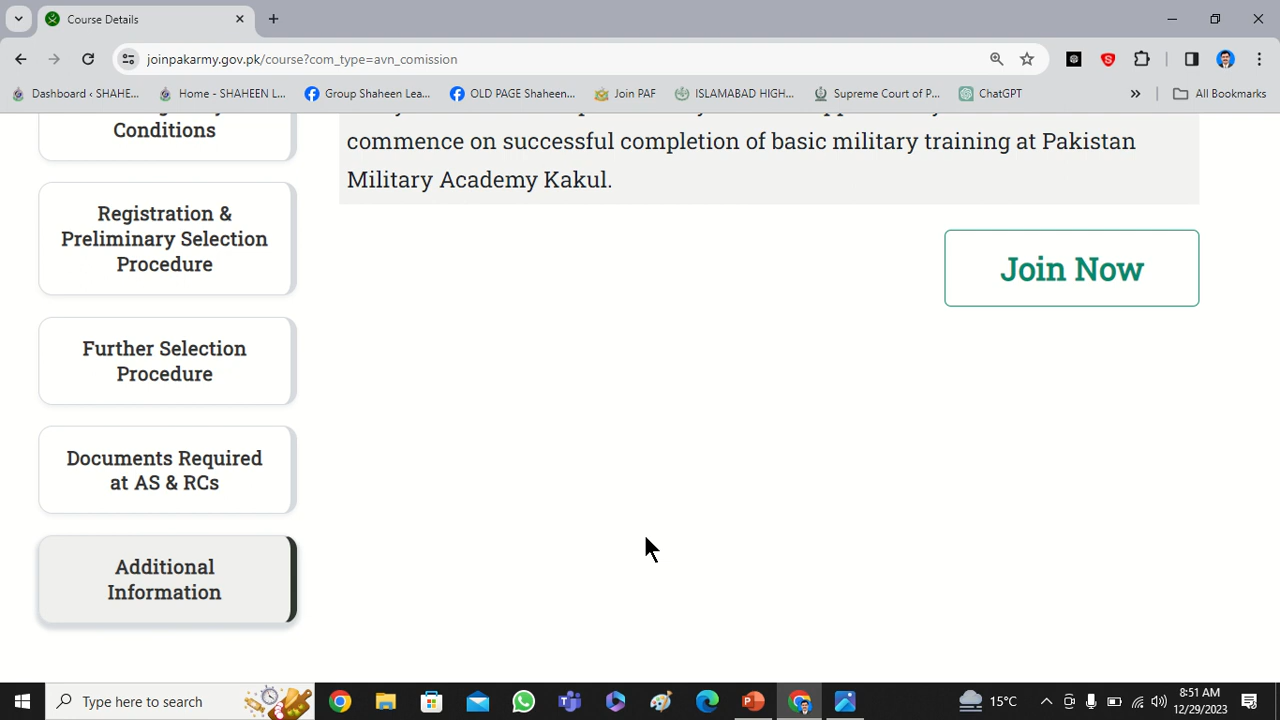 Course Details
joinpakarmy.gov.pk/course?com_type=avn_comission
Dashboard ‹ SHAHE...
Home - SHAHEEN L...
Group Shaheen Lea...
OLD PAGE Shaheen...
Join PAF
ISLAMABAD HIGH...
Supreme Court of P...
ChatGPT
All Bookmarks
Conditions
commence on successful completion of basic military training at Pakistan
Military Academy Kakul.
Registration &
Preliminary Selection
Procedure
Join Now
Further Selection
Procedure
Documents Required
at AS & RCs
Additional
Information
Type here to search
15°C
8:51 AM
12/29/2023